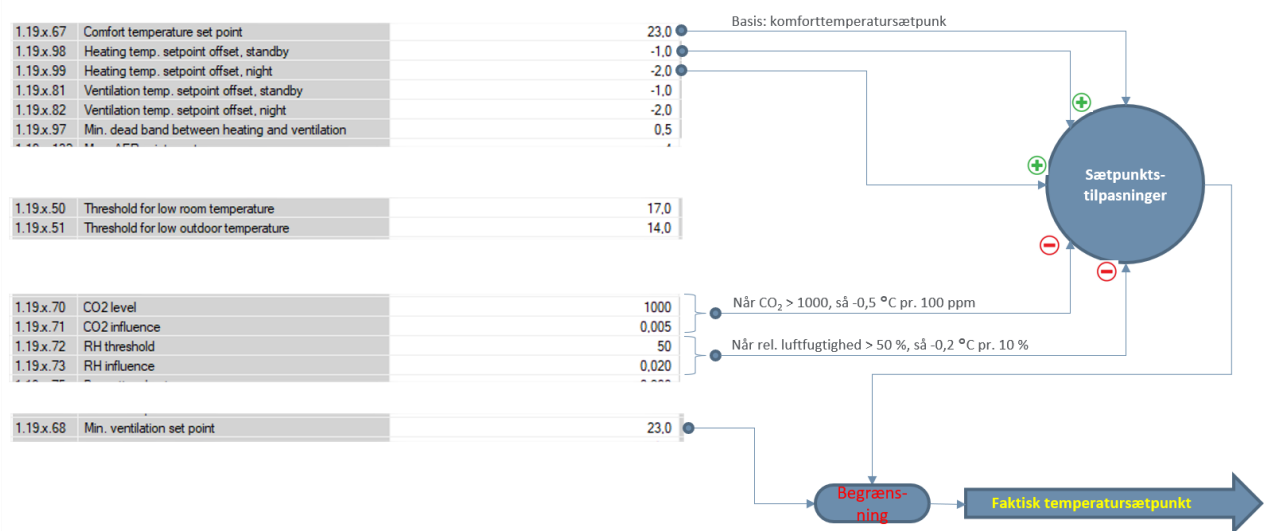 Basis: komforttemperatursætpunk
1.19.x.67 Comfort temperature set point 23,0
1.19.x.98 Heating temp. setpoint offset, standby -1,0
1.19.x.99 Heating temp. setpoint offset, night -2,0
1.19.x.81 Ventilation temp. setpoint offset, standby -1,0
1.19.x.82 Ventilation temp. setpoint offset, night -2,0
1.19.x.97 Min. dead band between heating and ventilation 0,5
Sætpunkts-
tilpasninger
1.19.x.50 Threshold for low room temperature 17,0
1.19.x.51 Threshold for low outdoor temperature 14,0
1.19.x.70 CO2 level 1000
1.19.x.71 CO2 influence 0,005
Når CO₂ > 1000, så -0,5 °C pr. 100 ppm
1.19.x.72 RH threshold 50
1.19.x.73 RH influence 0,020
Når rel. luftfugtighed > 50 %, så -0,2 °C pr. 10 %
1.19.x.68 Min. ventilation set point 23,0
Begræns-
ning
Faktisk temperatursætpunkt